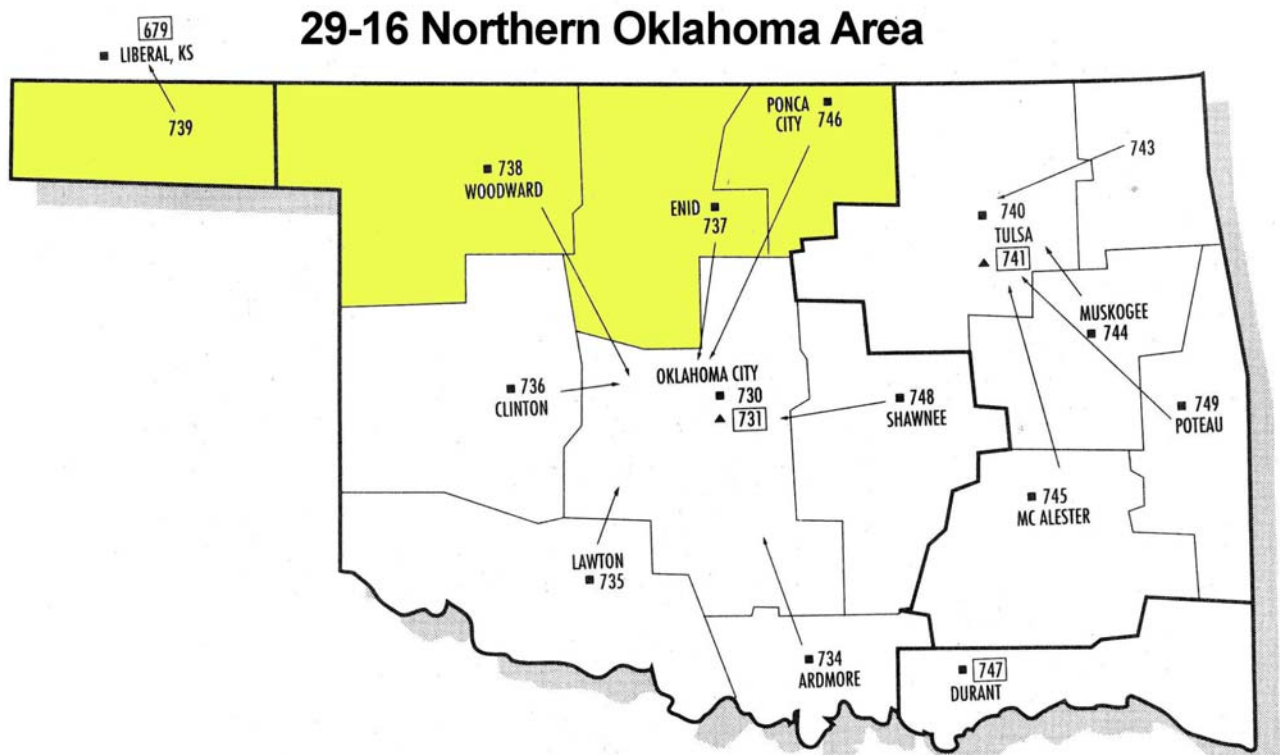 29-16 Northern Oklahoma Area
679
LIBERAL, KS
739
738
WOODWARD
PONCA
CITY 746
ENID
737
743
740
TULSA
741
MUSKOGEE
744
736
CLINTON
OKLAHOMA CITY
730
731
748
SHAWNEE
749
POTEAU
745
MC ALESTER
LAWTON
735
734
ARDMORE
747
DURANT